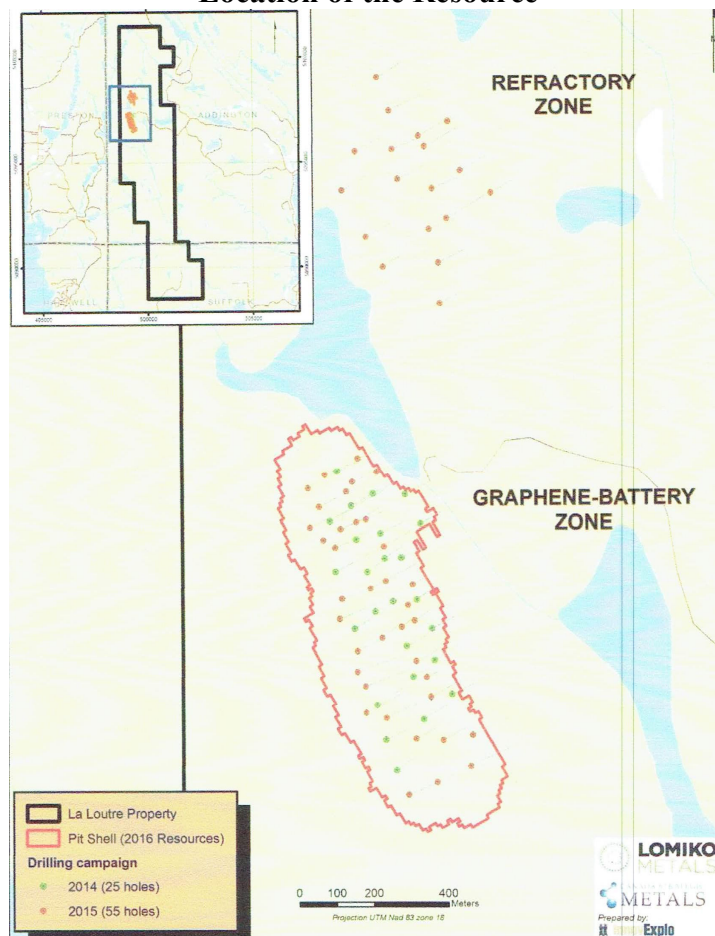 Location of the Resource
REFRACTORY
ZONE
GRAPHENE-BATTERY
ZONE
La Loutre Property
Pit Shell (2016 Resources)
Drilling campaign
2014 (25 holes)
2015 (55 holes)
0 100 200 400
Meters
Projection UTM Nad 83 zone 18
LOMIKO
METALS
METALS
Prepared by:
Explo
ADDINGTON
SUFFOLK